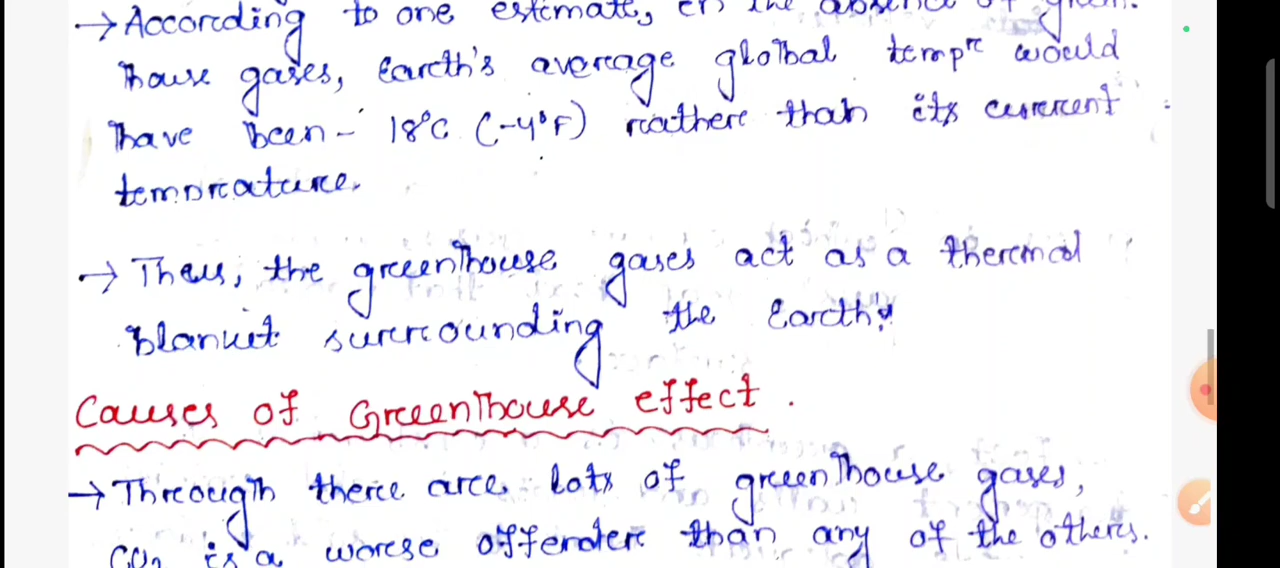 → According to one estimate, in the absence of green
house gases, Earth's average global tempr would
have been - 18°C (-4°F) rather than its current
temprature.
→ Thus, the greenhouse gases act as a thermal
blanket surrounding the Earth.
Causes of Greenhouse effect.
→ Through there are lots of greenhouse gases,
CO2 is a worse offender than any of the others.